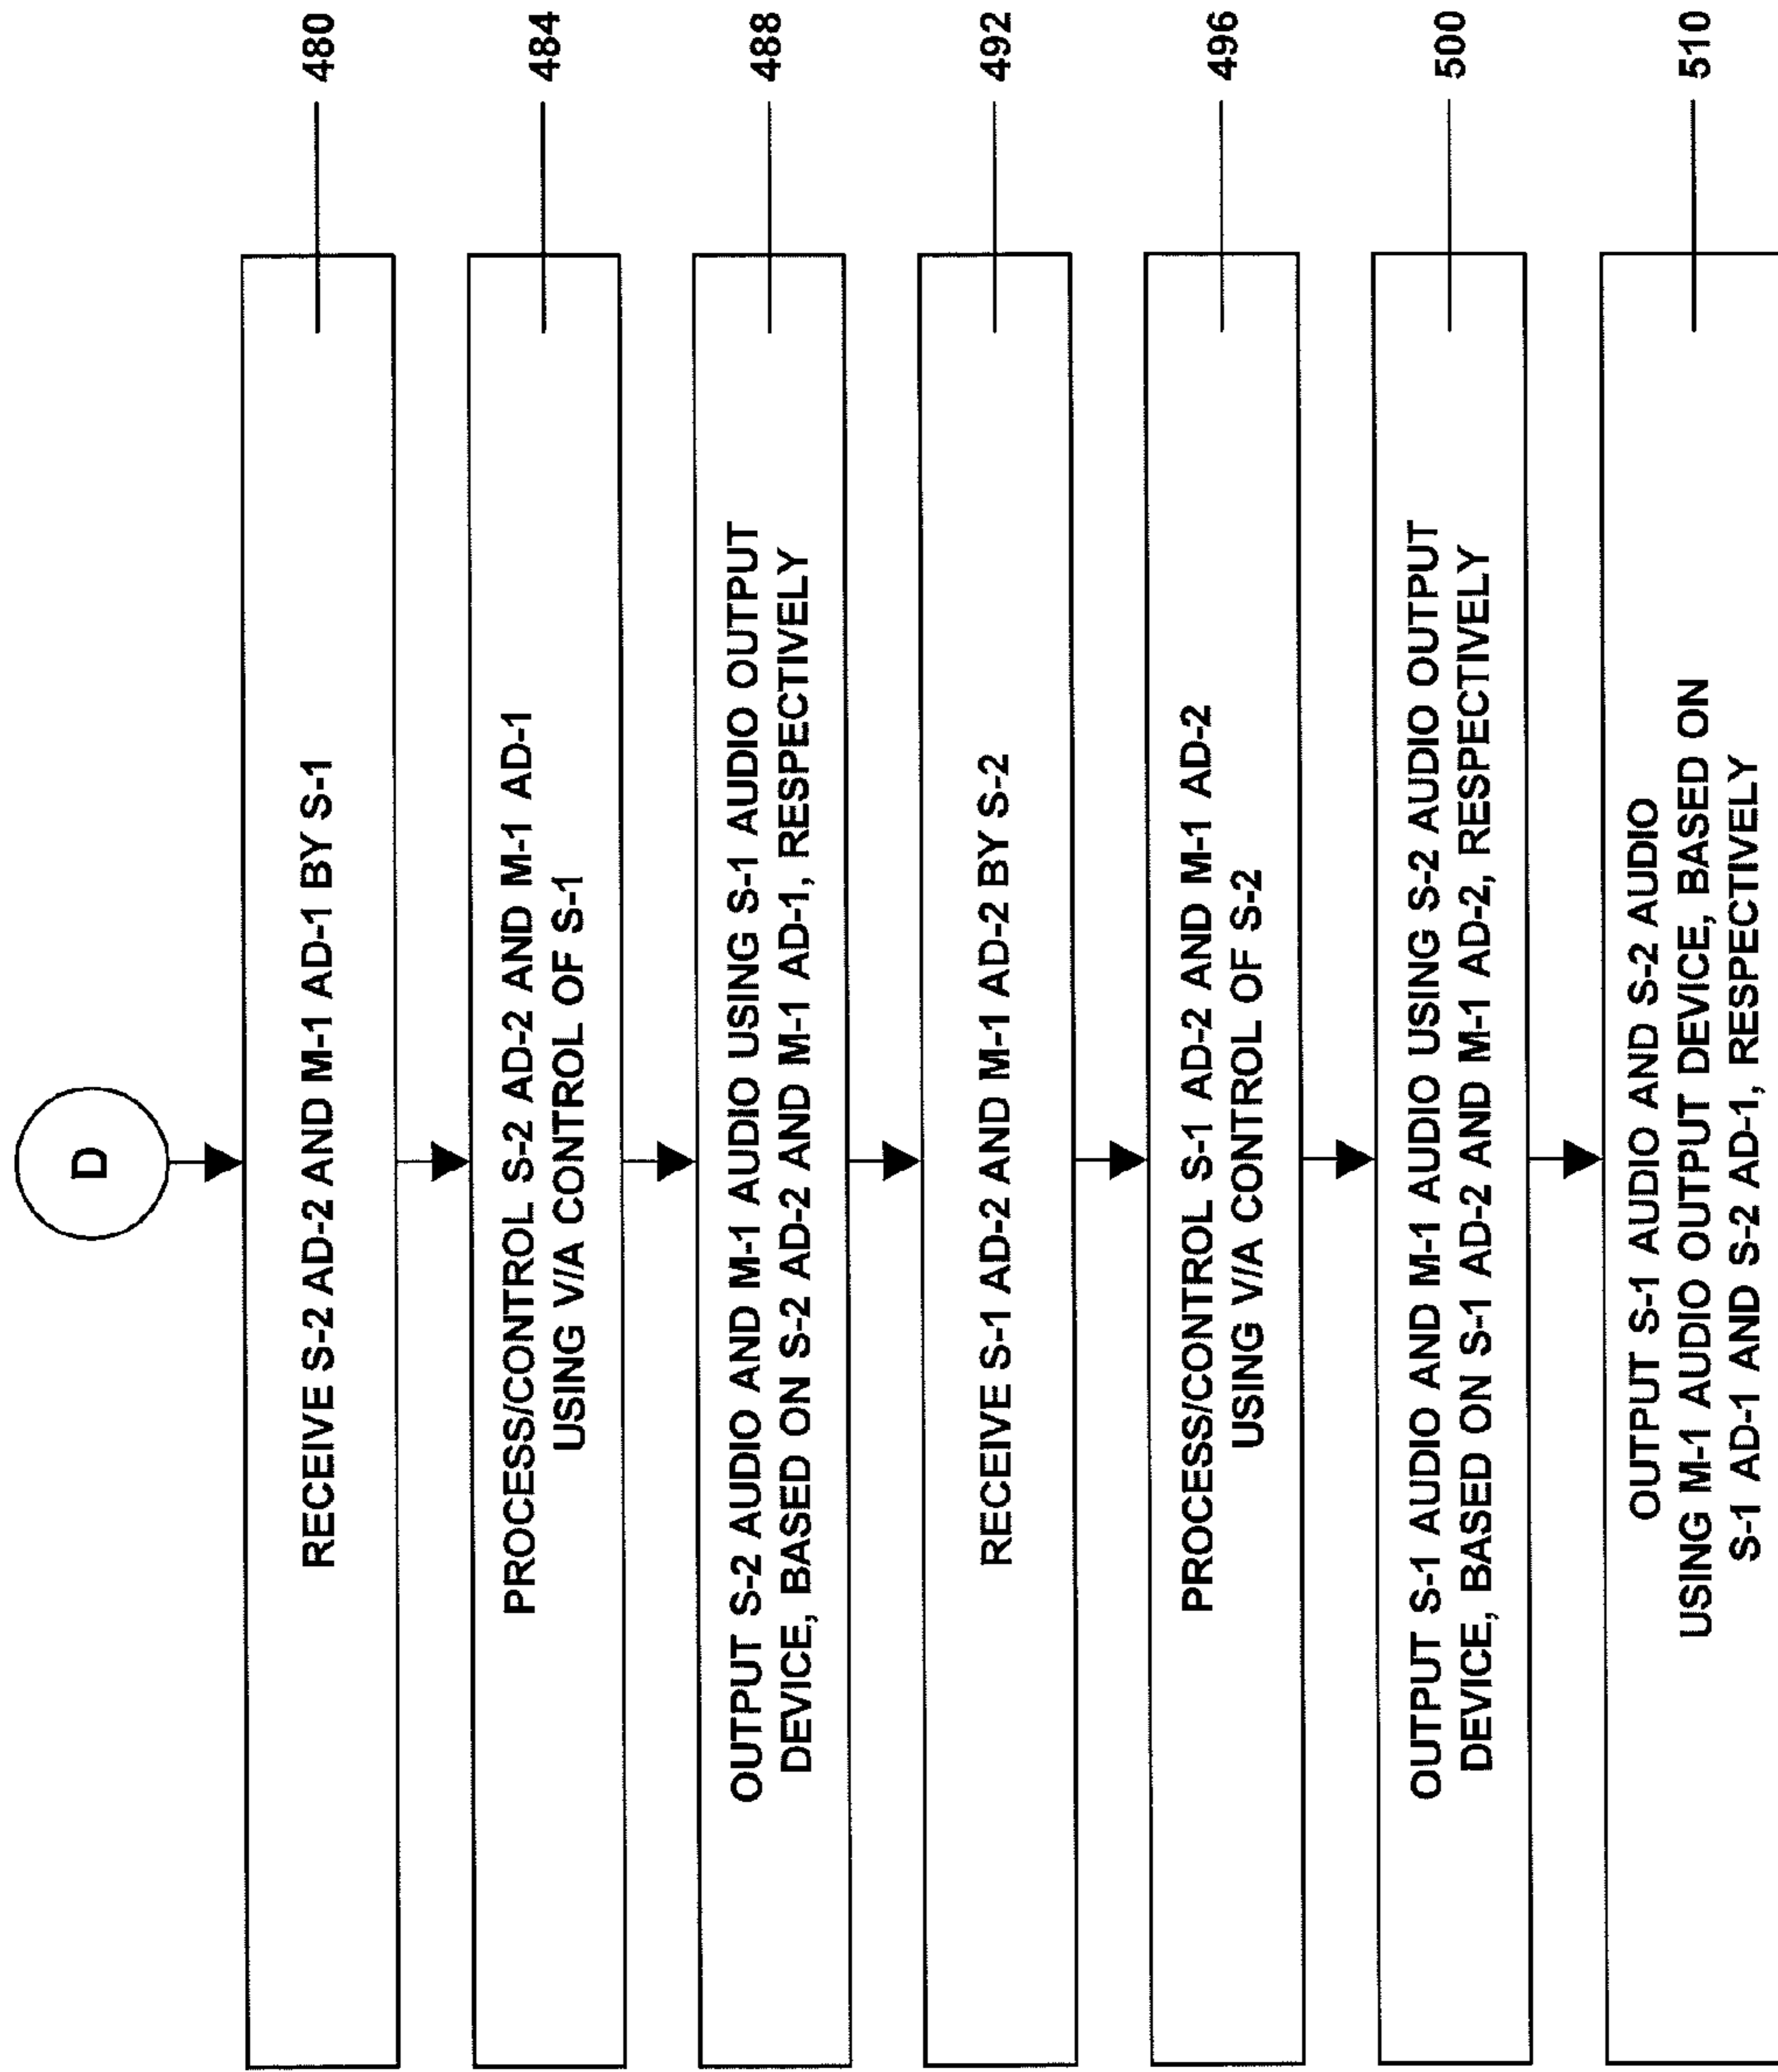 D
RECEIVE S-2 AD-2 AND M-1 AD-1 BY S-1
480
PROCESS/CONTROL S-2 AD-2 AND M-1 AD-1
USING V/A CONTROL OF S-1
484
OUTPUT S-2 AUDIO AND M-1 AUDIO USING S-1 AUDIO OUTPUT
DEVICE, BASED ON S-2 AD-2 AND M-1 AD-1, RESPECTIVELY
488
RECEIVE S-1 AD-2 AND M-1 AD-2 BY S-2
492
PROCESS/CONTROL S-1 AD-2 AND M-1 AD-2
USING V/A CONTROL OF S-2
496
OUTPUT S-1 AUDIO AND M-1 AUDIO USING S-2 AUDIO OUTPUT
DEVICE, BASED ON S-1 AD-2 AND M-1 AD-2, RESPECTIVELY
500
OUTPUT S-1 AUDIO AND S-2 AUDIO
USING M-1 AUDIO OUTPUT DEVICE, BASED ON
S-1 AD-1 AND S-2 AD-1, RESPECTIVELY
510